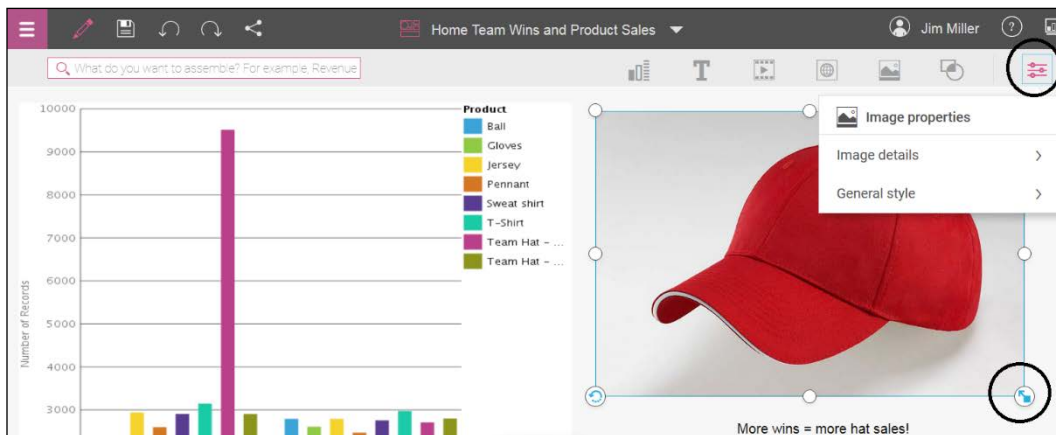 Home Team Wins and Product Sales
Jim Miller
?
What do you want to assemble? For example, Revenue
T
Image properties
Image details
General style
10000
9000
8000
7000
6000
5000
4000
3000
Number of Records
Product
Ball
Gloves
Jersey
Pennant
Sweat shirt
T-Shirt
Team Hat - ...
Team Hat - ...
More wins = more hat sales!